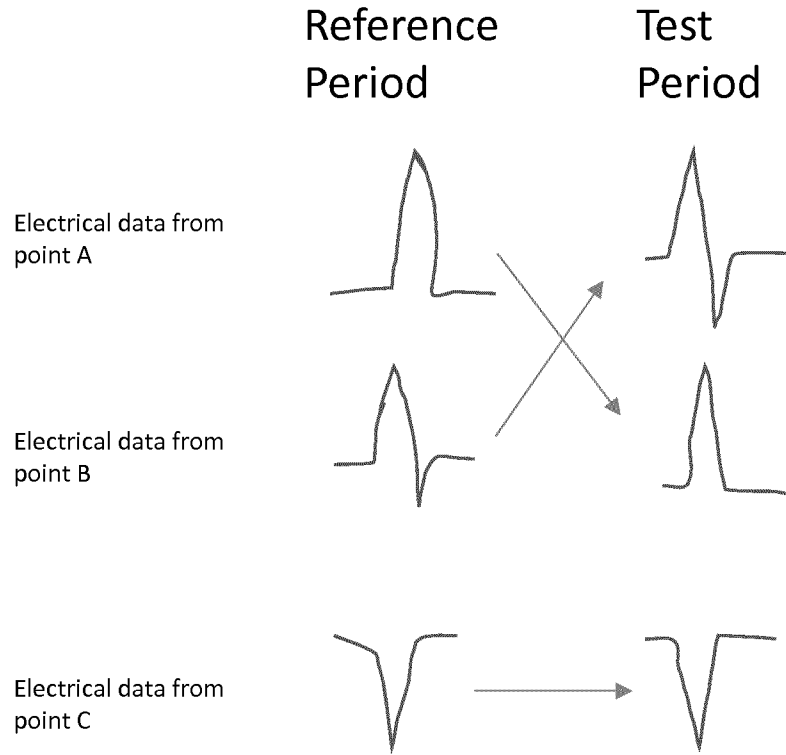 Reference
Period
Test
Period
Electrical data from
point A
Electrical data from
point B
Electrical data from
point C